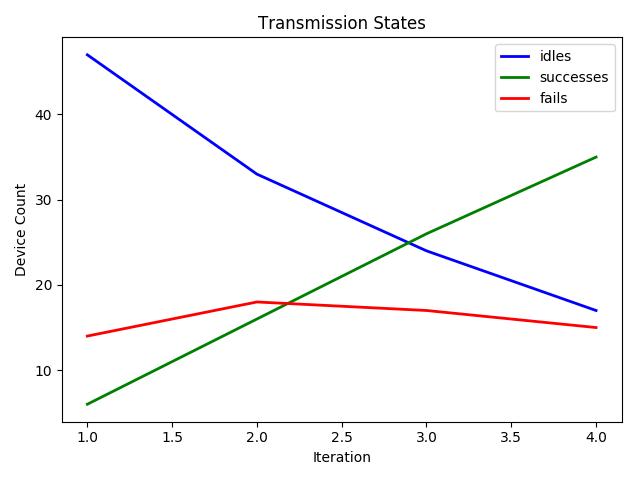 Transmission States
idles
successes
fails
40
30
20
10
Device Count
1.0 1.5 2.0 2.5 3.0 3.5 4.0
Iteration